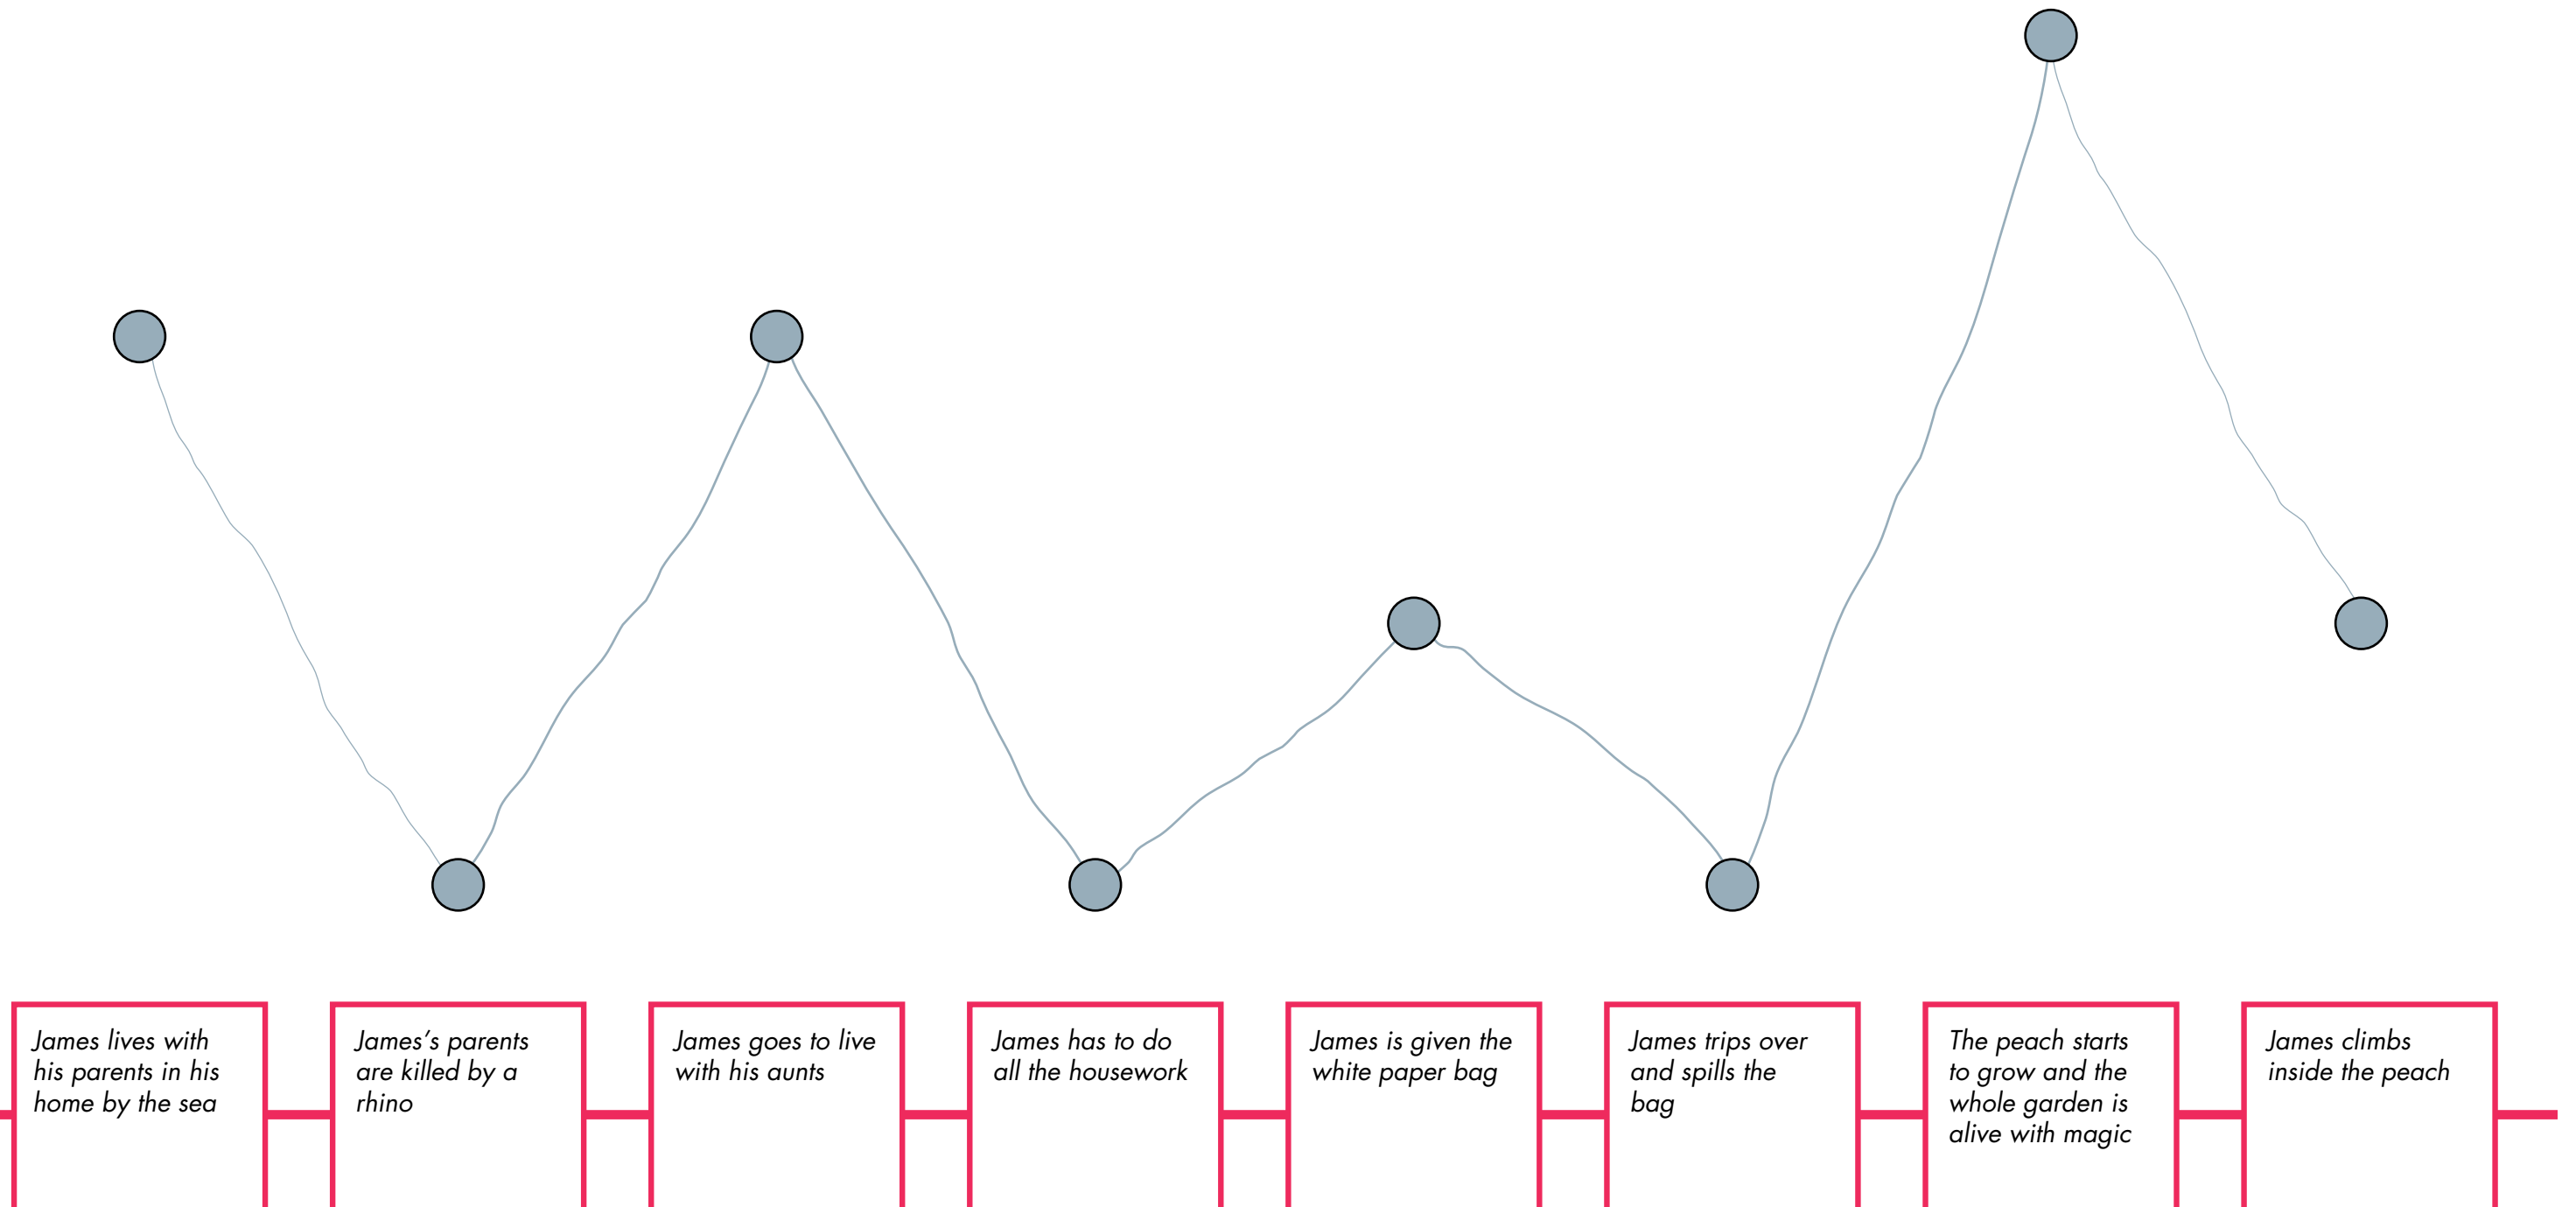 James lives with
his parents in his
home by the sea
James’s parents
are killed by a
rhino
James goes to live
with his aunts
James has to do
all the housework
James is given the
white paper bag
James trips over
and spills the
bag
The peach starts
to grow and the
whole garden is
alive with magic
James climbs
inside the peach